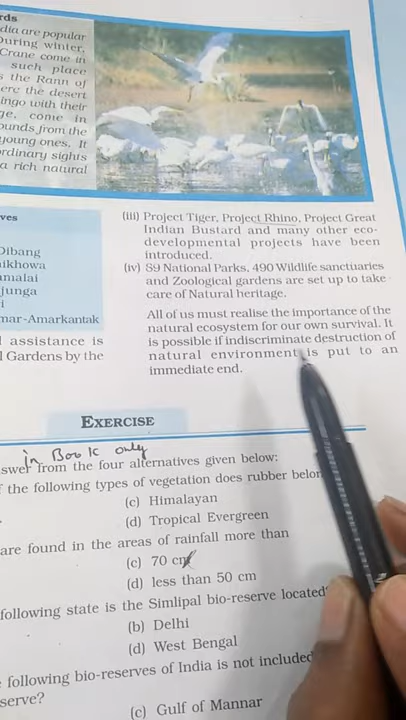 rds
dia are popular
During winter,
Crane come in
such place
s the Rann of
ere the desert
ingo with their
ge, come in
ounds from the
young ones. It
rdinary sights
a rich natural
ves
Dibang
ikhowa
amalai
junga
i
mar-Amarkantak
l assistance is
l Gardens by the
(iii) Project Tiger, Project Rhino, Project Great
Indian Bustard and many other eco-
developmental projects have been
introduced.
(iv) 89 National Parks, 490 Wildlife sanctuaries
and Zoological gardens are set up to take
care of Natural heritage.
All of us must realise the importance of the
natural ecosystem for our own survival. It
is possible if indiscriminate destruction of
natural environment is put to an
immediate end.
EXERCISE
in Book only
swer from the four alternatives given below:
f the following types of vegetation does rubber belon
(c) Himalayan
(d) Tropical Evergreen
are found in the areas of rainfall more than
(c) 70 cm
(d) less than 50 cm
following state is the Simlipal bio-reserve located
(b) Delhi
(d) West Bengal
following bio-reserves of India is not included
serve?
(c) Gulf of Mannar